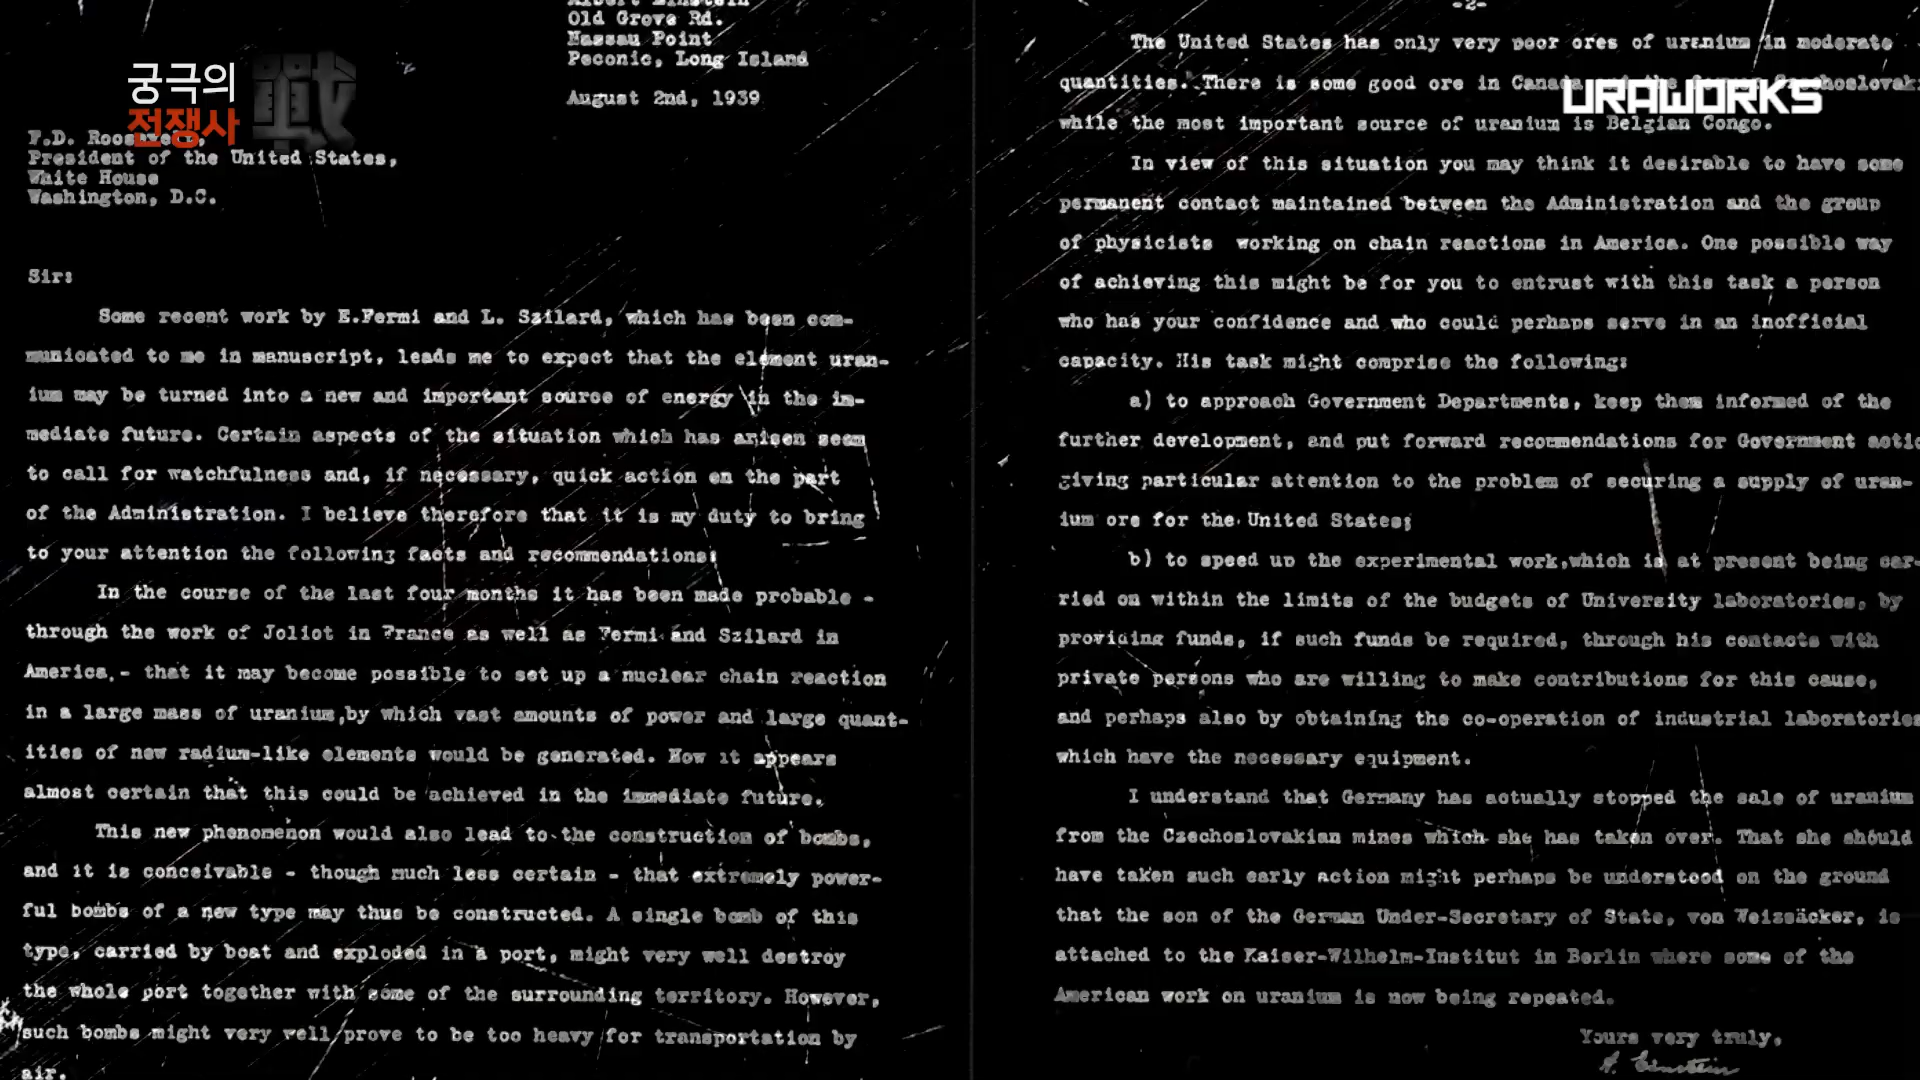 Albert Einstein
Old Grove Rd.
Nassau Point
Peconic, Long Island
August 2nd, 1939
궁극의
전쟁사
戰
URAWORKS
F.D. Roosevelt,
President of the United States,
White House
Washington, D.C.
Sir:
Some recent work by E.Fermi and L. Szilard, which has been com-
municated to me in manuscript, leads me to expect that the element uran-
ium may be turned into a new and important source of energy in the im-
mediate future. Certain aspects of the situation which has arisen seem
to call for watchfulness and, if necessary, quick action on the part
of the Administration. I believe therefore that it is my duty to bring
to your attention the following facts and recommendations:
In the course of the last four months it has been made probable -
through the work of Joliot in France as well as Fermi and Szilard in
America,- that it may become possible to set up a nuclear chain reaction
in a large mass of uranium,by which vast amounts of power and large quant-
ities of new radium-like elements would be generated. Now it appears
almost certain that this could be achieved in the immediate future.
This new phenomenon would also lead to the construction of bombs,
and it is conceivable - though much less certain - that extremely power-
ful bombs of a new type may thus be constructed. A single bomb of this
type, carried by boat and exploded in a port, might very well destroy
the whole port together with some of the surrounding territory. However,
such bombs might very well prove to be too heavy for transportation by
air.
-2-
The United States has only very poor ores of uranium in moderate
quantities. There is some good ore in Canada and the former Czechoslovaki
while the most important source of uranium is Belgian Congo.
In view of this situation you may think it desirable to have some
permanent contact maintained between the Administration and the group
of physicists working on chain reactions in America. One possible way
of achieving this might be for you to entrust with this task a person
who has your confidence and who could perhaps serve in an inofficial
capacity. His task might comprise the following:
a) to approach Government Departments, keep them informed of the
further development, and put forward recommendations for Government actio
giving particular attention to the problem of securing a supply of uran-
ium ore for the United States;
b) to speed up the experimental work,which is at present being car-
ried on within the limits of the budgets of University laboratories, by
providing funds, if such funds be required, through his contacts with
private persons who are willing to make contributions for this cause,
and perhaps also by obtaining the co-operation of industrial laboratories
which have the necessary equipment.
I understand that Germany has actually stopped the sale of uranium
from the Czechoslovakian mines which she has taken over. That she should
have taken such early action might perhaps be understood on the ground
that the son of the German Under-Secretary of State, von Weizsäcker, is
attached to the Kaiser-Wilhelm-Institut in Berlin where some of the
American work on uranium is now being repeated.
Yours very truly,
A. Einstein